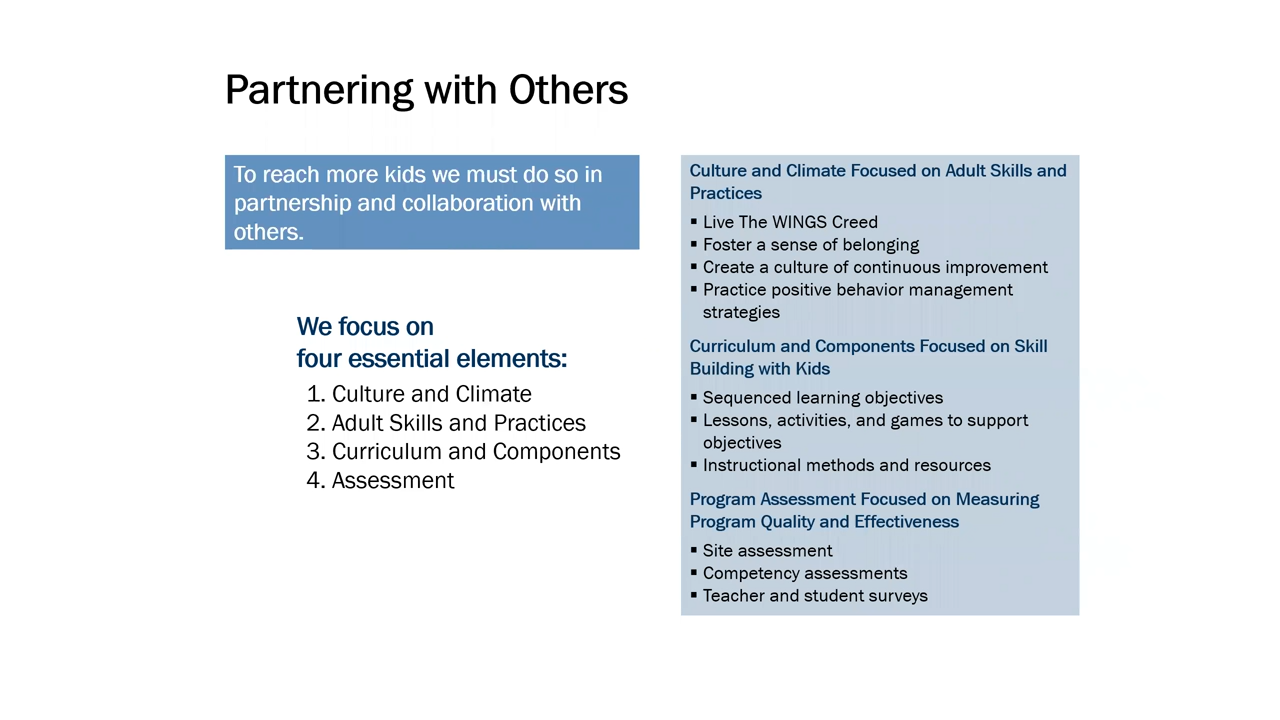 Partnering with Others
To reach more kids we must do so in
partnership and collaboration with
others.
We focus on
four essential elements:
1. Culture and Climate
2. Adult Skills and Practices
3. Curriculum and Components
4. Assessment
Culture and Climate Focused on Adult Skills and
Practices
▪ Live The WINGS Creed
▪ Foster a sense of belonging
▪ Create a culture of continuous improvement
▪ Practice positive behavior management
strategies
Curriculum and Components Focused on Skill
Building with Kids
▪ Sequenced learning objectives
▪ Lessons, activities, and games to support
objectives
▪ Instructional methods and resources
Program Assessment Focused on Measuring
Program Quality and Effectiveness
▪ Site assessment
▪ Competency assessments
▪ Teacher and student surveys